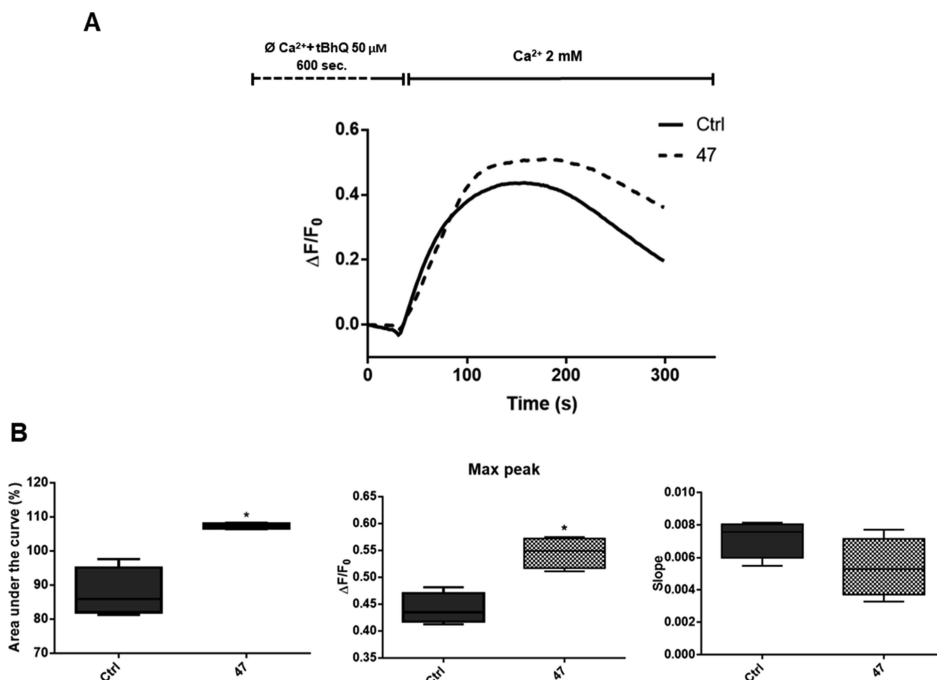 A
Ø Ca²⁺+ tBhQ 50 µM
600 sec.
Ca²⁺ 2 mM
Ctrl
47
0.6
0.4
0.2
0.0
ΔF/F₀
0
100
200
300
Time (s)
B
Area under the curve (%)
120
110
100
90
80
70
*
Ctrl
47
Max peak
ΔF/F₀
0.65
0.60
0.55
0.50
0.45
0.40
0.35
*
Ctrl
47
Slope
0.010
0.008
0.006
0.004
0.002
0.000
Ctrl
47